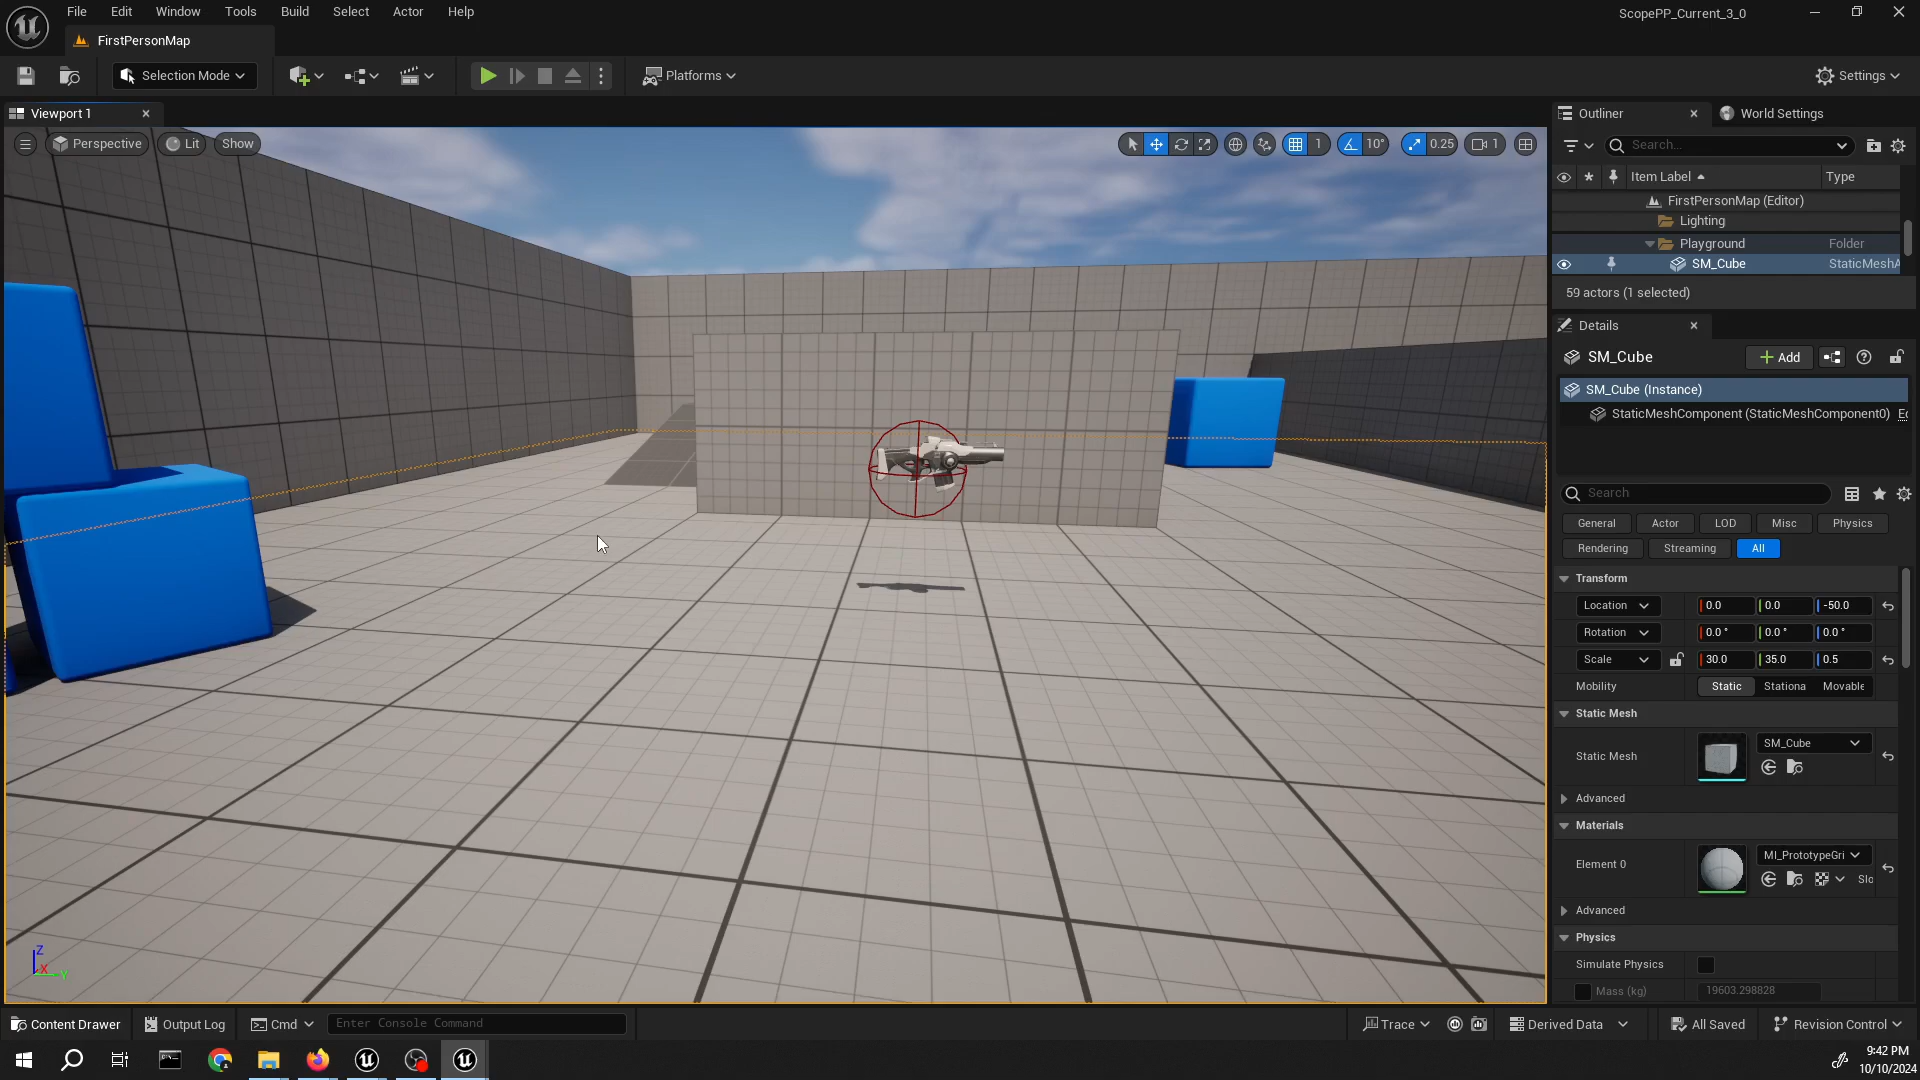 File Edit Window Tools Build Select Actor Help
ScopePP_Current_3_0
FirstPersonMap
Selection Mode
Platforms
Settings
Viewport 1
Perspective
Lit
Show
1
10°
0.25
1
Outliner
World Settings
Search...
Item Label
Type
FirstPersonMap (Editor)
Lighting
Playground
Folder
SM_Cube
StaticMeshA
59 actors (1 selected)
Details
SM_Cube
Add
SM_Cube (Instance)
StaticMeshComponent (StaticMeshComponent0)
Search
General
Actor
LOD
Misc
Physics
Rendering
Streaming
All
Transform
Location
0.0
0.0
-50.0
Rotation
0.0 °
0.0 °
0.0 °
Scale
30.0
35.0
0.5
Mobility
Static
Stationa
Movable
Static Mesh
Static Mesh
SM_Cube
Advanced
Materials
Element 0
MI_PrototypeGri
Slo
Advanced
Physics
Simulate Physics
Mass (kg)
19603.298828
Z
X
Y
Content Drawer
Output Log
Cmd
Enter Console Command
Trace
Derived Data
All Saved
Revision Control
9:42 PM
10/10/2024